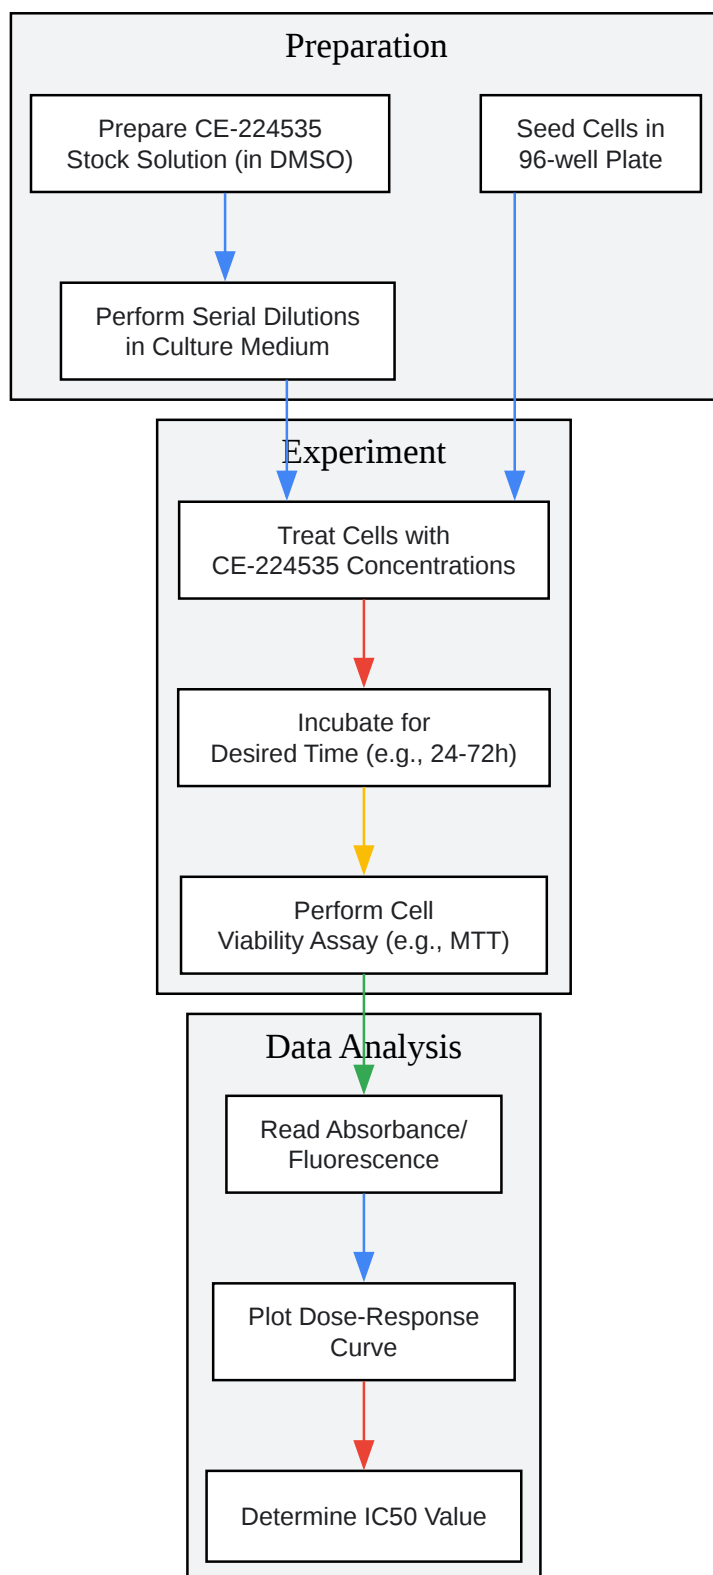 Preparation
Prepare CE-224535
Stock Solution (in DMSO)
Seed Cells in
96-well Plate
Perform Serial Dilutions
in Culture Medium
Experiment
Treat Cells with
CE-224535 Concentrations
Incubate for
Desired Time (e.g., 24-72h)
Perform Cell
Viability Assay (e.g., MTT)
Data Analysis
Read Absorbance/
Fluorescence
Plot Dose-Response
Curve
Determine IC50 Value